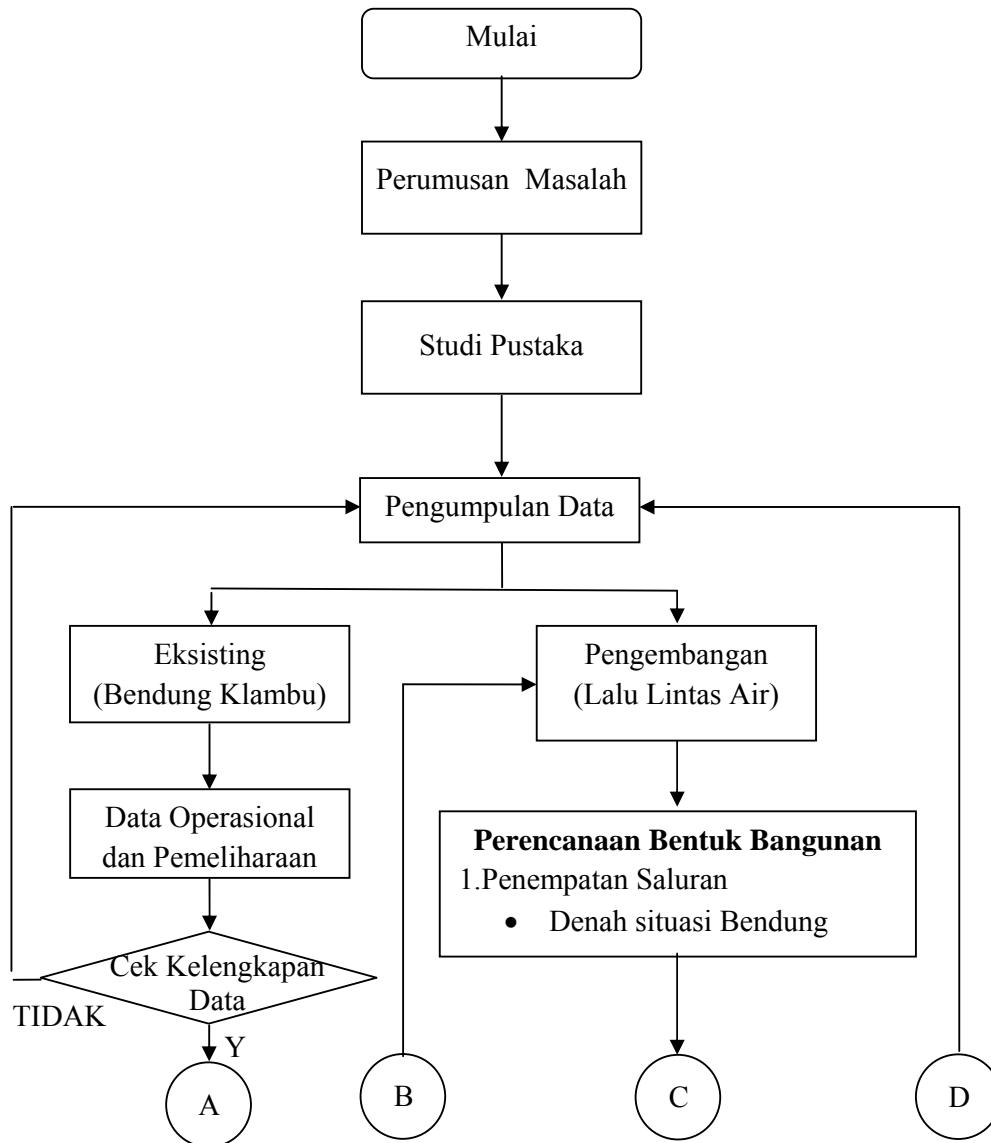 Mulai
Perumusan Masalah
Studi Pustaka
Pengumpulan Data
Eksisting
(Bendung Klambu)
Pengembangan
(Lalu Lintas Air)
Data Operasional
dan Pemeliharaan
Perencanaan Bentuk Bangunan
1.Penempatan Saluran
• Denah situasi Bendung
Cek Kelengkapan
Data
TIDAK
Y
A
B
C
D